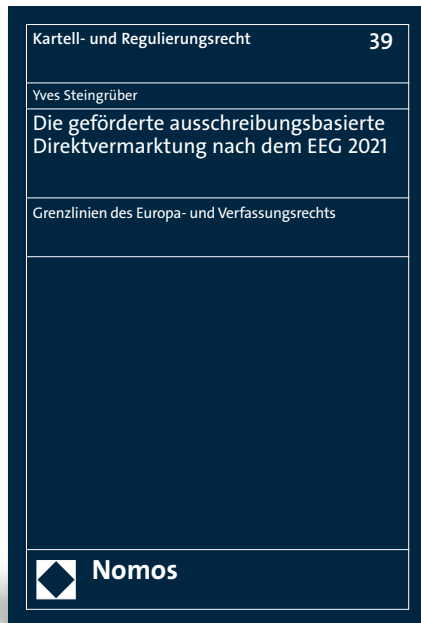 Kartell- und Regulierungsrecht 39
Yves Steingrüber
Die geförderte ausschreibungsbasierte
Direktvermarktung nach dem EEG 2021
Grenzlinien des Europa- und Verfassungsrechts
Nomos